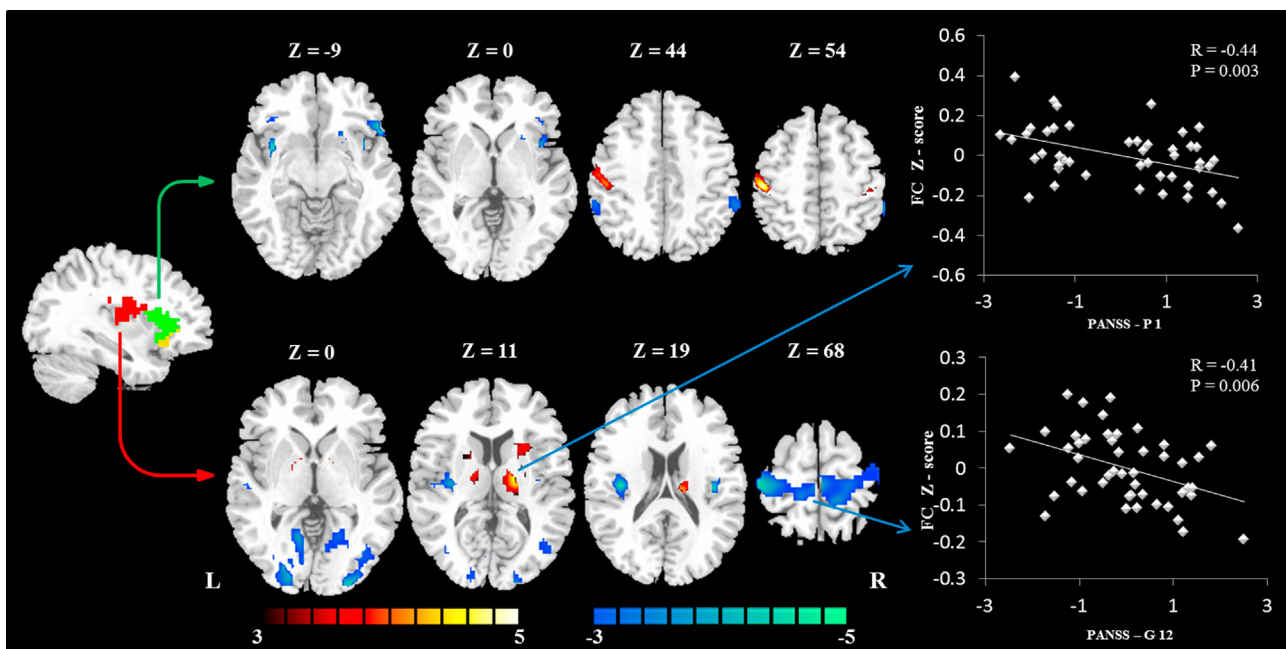 Z = -9
Z = 0
Z = 44
Z = 54
Z = 0
Z = 11
Z = 19
Z = 68
L
R
3
5
-3
-5
0.6
0.4
0.2
0
-0.2
-0.4
-0.6
FC Z - score
R = -0.44
P = 0.003
-3
-1
1
3
PANSS - P 1
0.3
0.2
0.1
0
-0.1
-0.2
-0.3
FC Z - score
R = -0.41
P = 0.006
-3
-1
1
3
PANSS – G 12